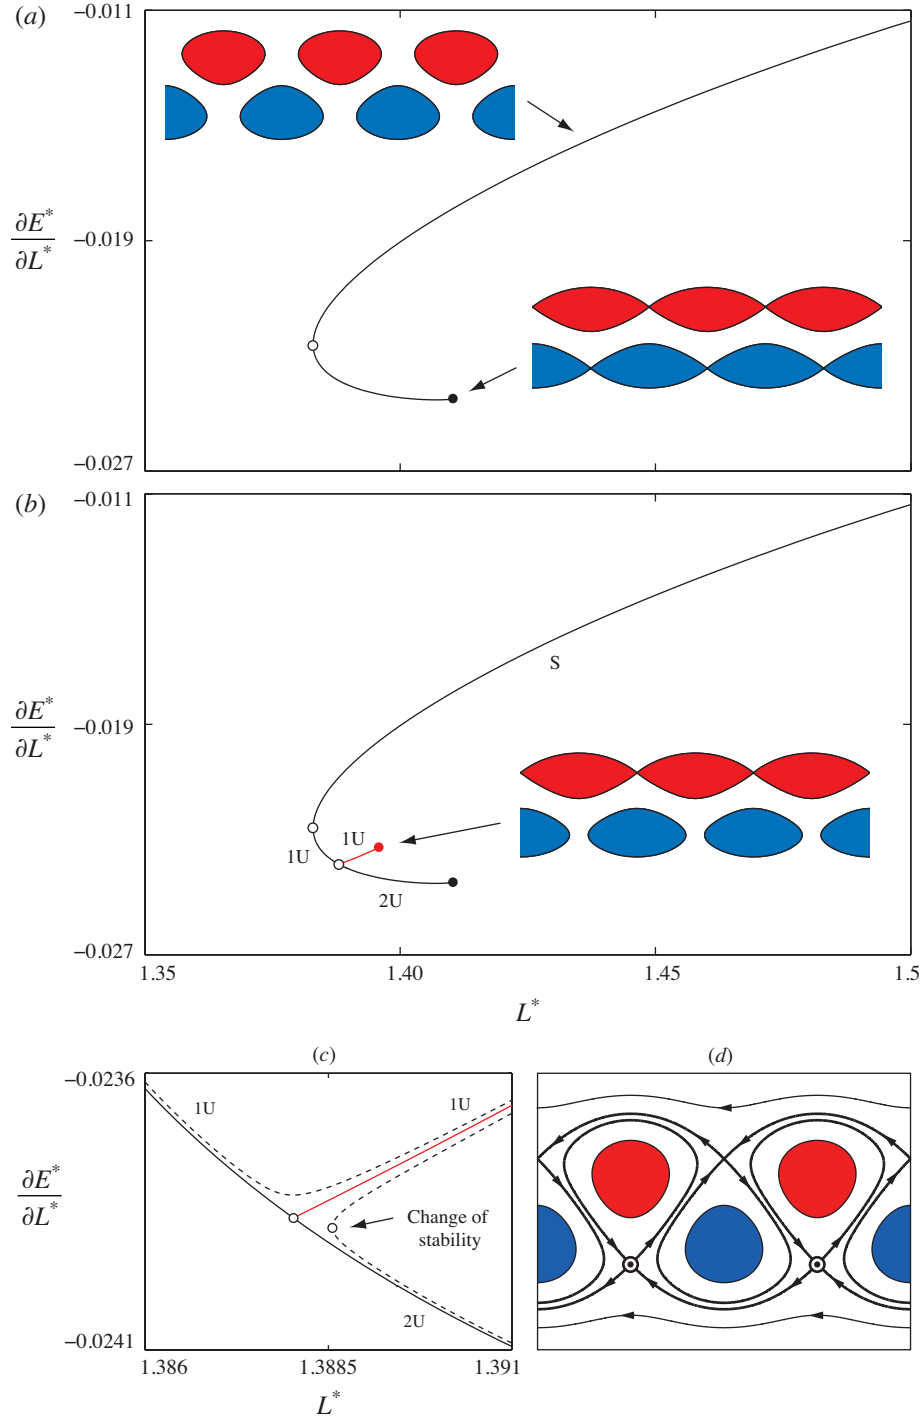 (a)
−0.011
∂E*
∂L*
−0.019
−0.027
(b)
−0.011
∂E*
∂L*
−0.019
−0.027
S
1U
1U
2U
1.35
1.40
1.45
1.5
L*
(c)
−0.0236
∂E*
∂L*
−0.0241
1U
1U
Change of
stability
2U
1.386
1.3885
1.391
L*
(d)